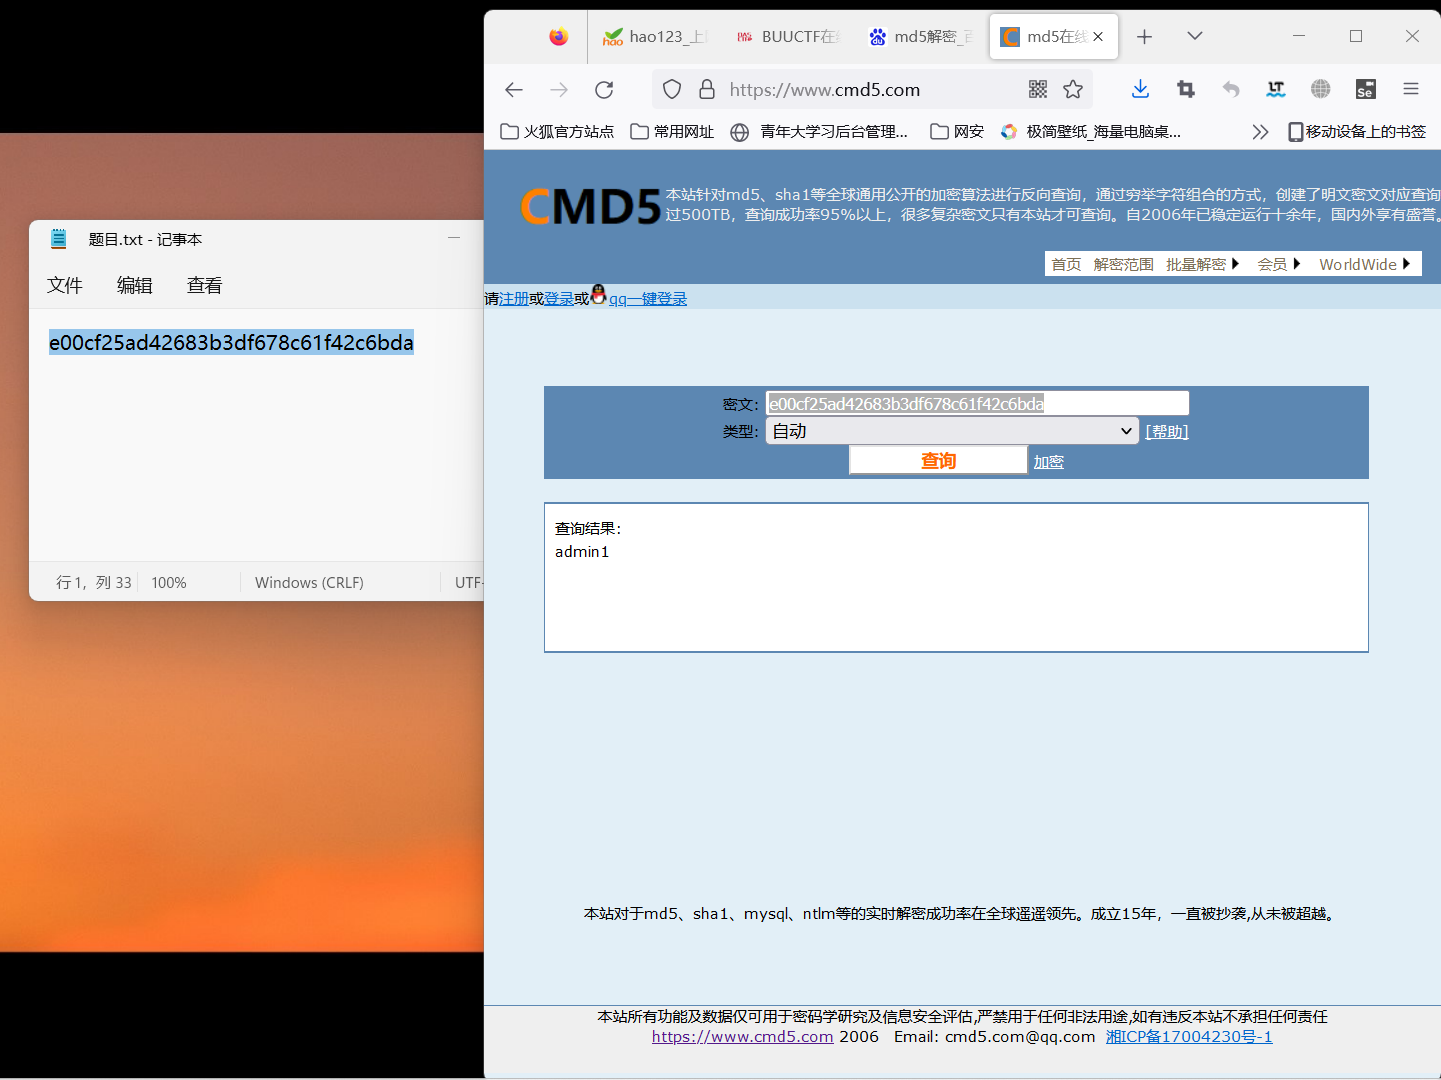 hao123_上
BUUCTF在
md5解密_
md5在线
https://www.cmd5.com
火狐官方站点
常用网址
青年大学习后台管理...
网安
极简壁纸_海量电脑桌...
移动设备上的书签
CMD5
本站针对md5、sha1等全球通用公开的加密算法进行反向查询，通过穷举字符组合的方式，创建了明文密文对应查询
过500TB，查询成功率95%以上，很多复杂密文只有本站才可查询。自2006年已稳定运行十余年，国内外享有盛誉。
首页 解密范围 批量解密 会员 WorldWide
请注册或登录或qq一键登录
题目.txt - 记事本
文件 编辑 查看
e00cf25ad42683b3df678c61f42c6bda
行 1，列 33
100%
Windows (CRLF)
UTF-
密文：e00cf25ad42683b3df678c61f42c6bda
类型：自动 [帮助]
查询 加密
查询结果：
admin1
本站对于md5、sha1、mysql、ntlm等的实时解密成功率在全球遥遥领先。成立15年，一直被抄袭,从未被超越。
本站所有功能及数据仅可用于密码学研究及信息安全评估,严禁用于任何非法用途,如有违反本站不承担任何责任
https://www.cmd5.com 2006 Email: cmd5.com@qq.com 湘ICP备17004230号-1